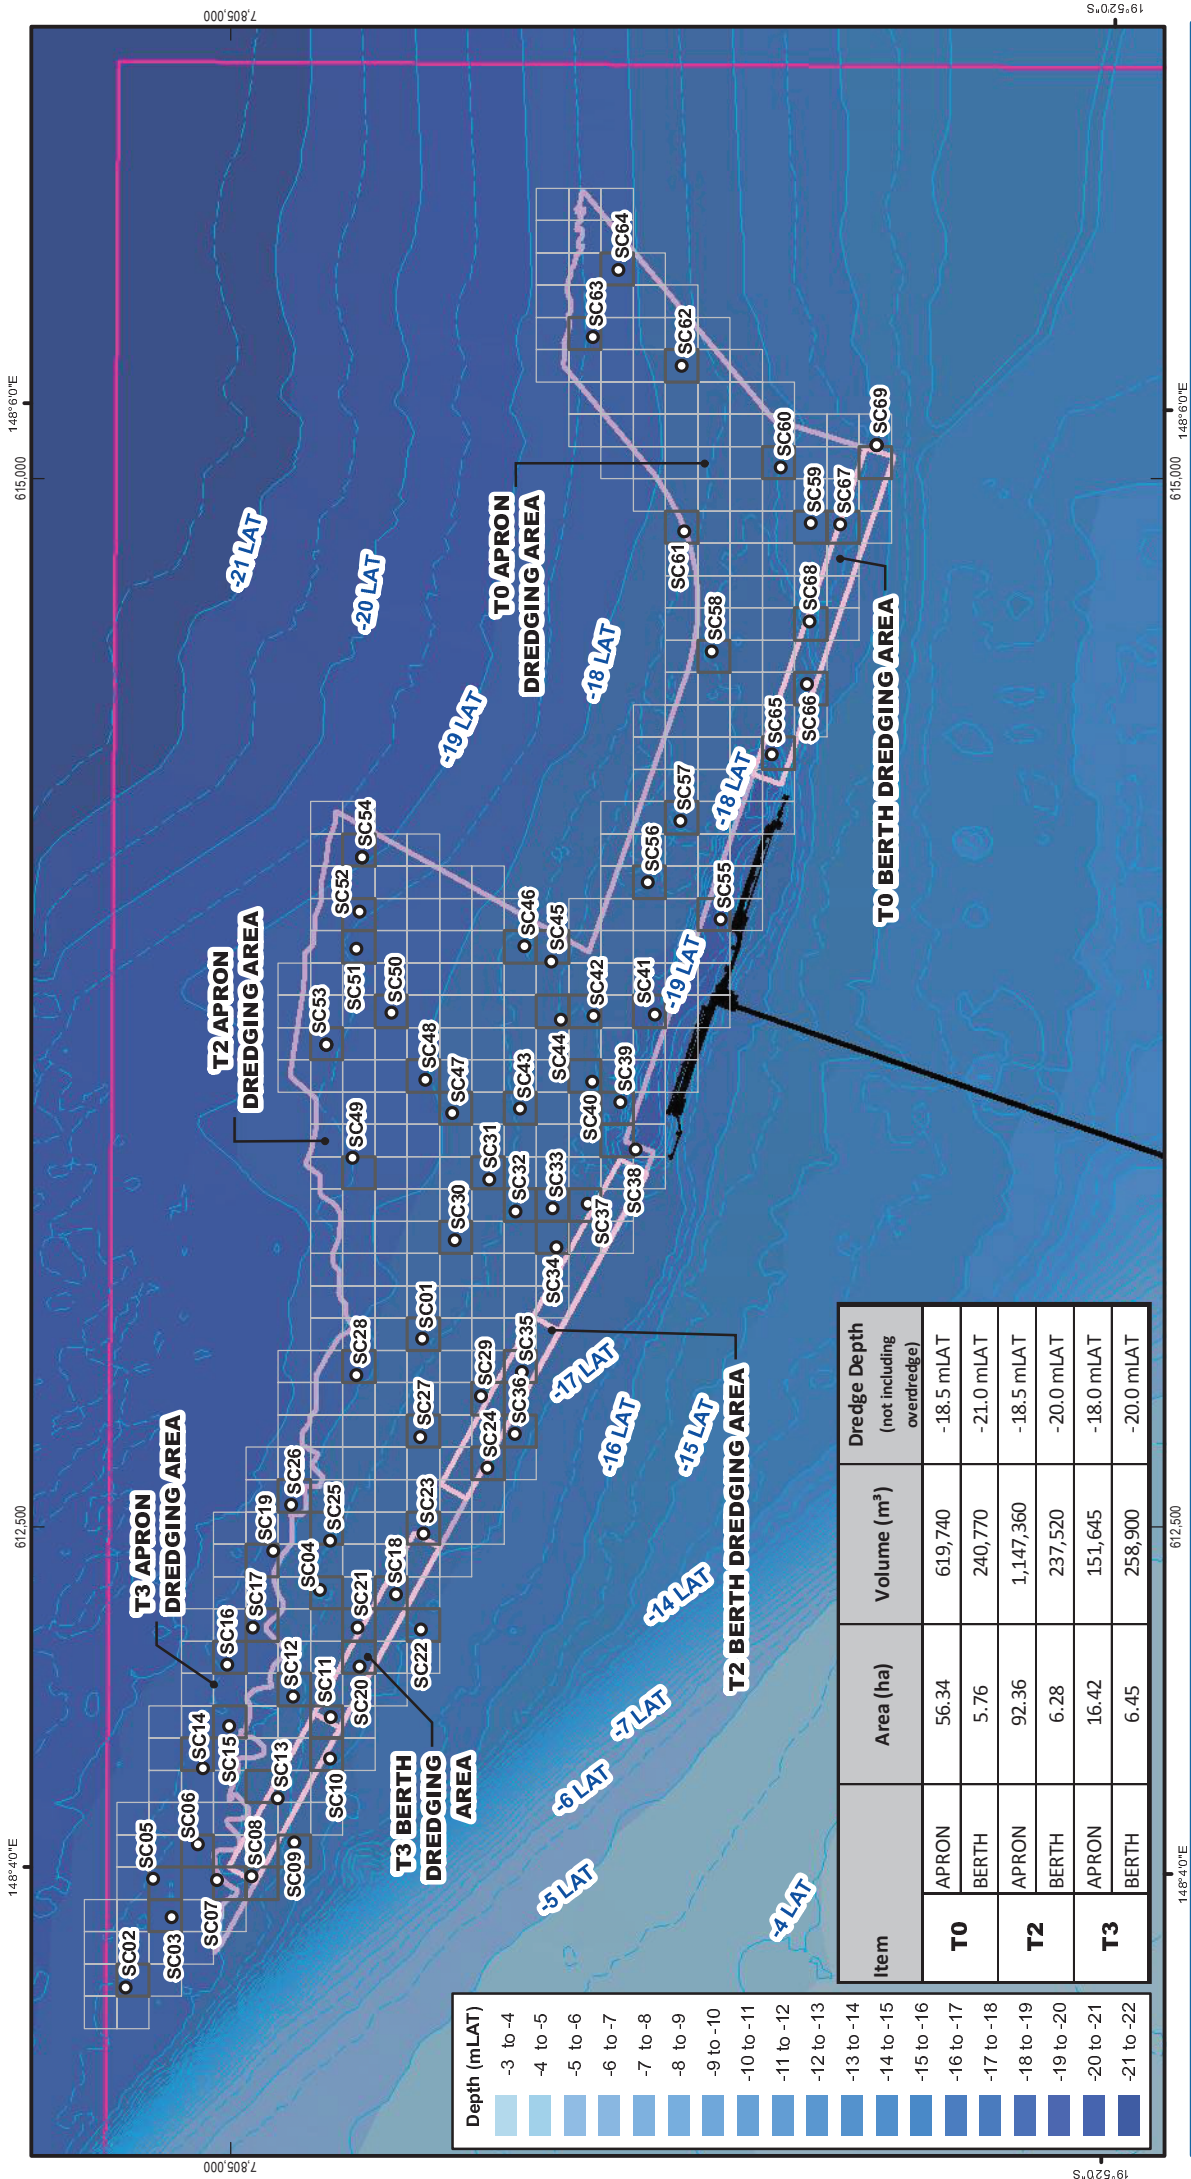 148°4'0"E
612,500
615,000
148°6'0"E
7,805,000
7,805,000
19°52'0"S
19°52'0"S
148°4'0"E
612,500
615,000
148°6'0"E
T3 APRON
DREDGING AREA
T2 APRON
DREDGING AREA
T0 APRON
DREDGING AREA
T3 BERTH
DREDGING
AREA
T2 BERTH DREDGING AREA
T0 BERTH DREDGING AREA
-21 LAT
-20 LAT
-19 LAT
-18 LAT
-18 LAT
-19 LAT
-17 LAT
-16 LAT
-15 LAT
-14 LAT
-7 LAT
-6 LAT
-5 LAT
-4 LAT
SC02
SC03
SC05
SC06
SC07
SC08
SC09
SC10
SC11
SC12
SC13
SC14
SC15
SC16
SC17
SC04
SC18
SC19
SC20
SC21
SC22
SC23
SC24
SC25
SC26
SC27
SC28
SC29
SC01
SC30
SC31
SC32
SC33
SC34
SC35
SC36
SC37
SC38
SC39
SC40
SC41
SC42
SC43
SC44
SC45
SC46
SC47
SC48
SC49
SC50
SC51
SC52
SC53
SC54
SC55
SC56
SC57
SC58
SC59
SC60
SC61
SC62
SC63
SC64
SC65
SC66
SC67
SC68
SC69
Depth (mLAT)
-3 to -4
-4 to -5
-5 to -6
-6 to -7
-7 to -8
-8 to -9
-9 to -10
-10 to -11
-11 to -12
-12 to -13
-13 to -14
-14 to -15
-15 to -16
-16 to -17
-17 to -18
-18 to -19
-19 to -20
-20 to -21
-21 to -22
Item Area (ha) Volume (m³) Dredge Depth
(not including
overdredge)
T0 APRON 56.34 619,740 -18.5 mLAT
BERTH 5.76 240,770 -21.0 mLAT
T2 APRON 92.36 1,147,360 -18.5 mLAT
BERTH 6.28 237,520 -20.0 mLAT
T3 APRON 16.42 151,645 -18.0 mLAT
BERTH 6.45 258,900 -20.0 mLAT